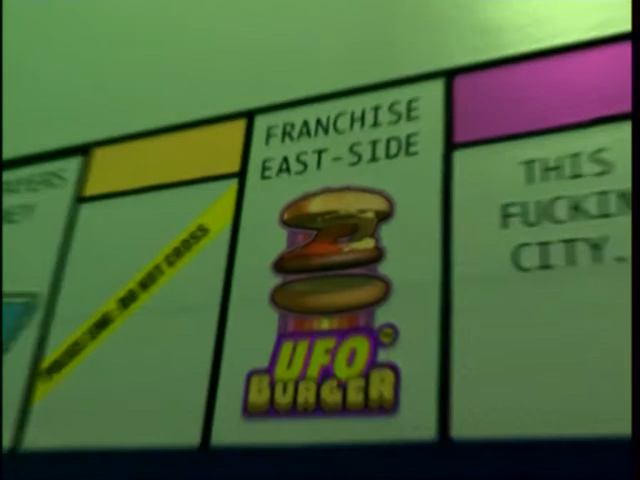 DO NOT CROSS
FRANCHISE
EAST-SIDE
UFO
BURGER
THIS
FUCKIN
CITY.